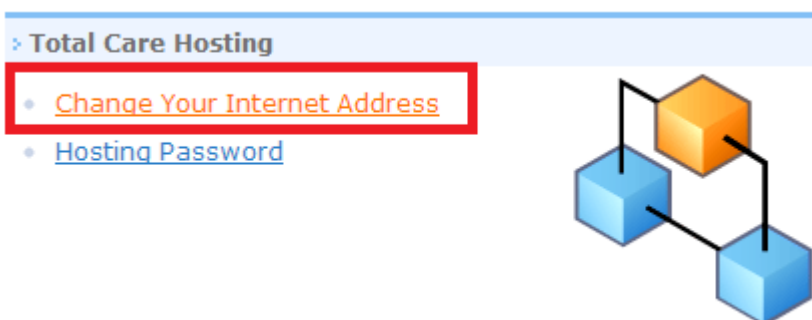 Total Care Hosting
Change Your Internet Address
Hosting Password